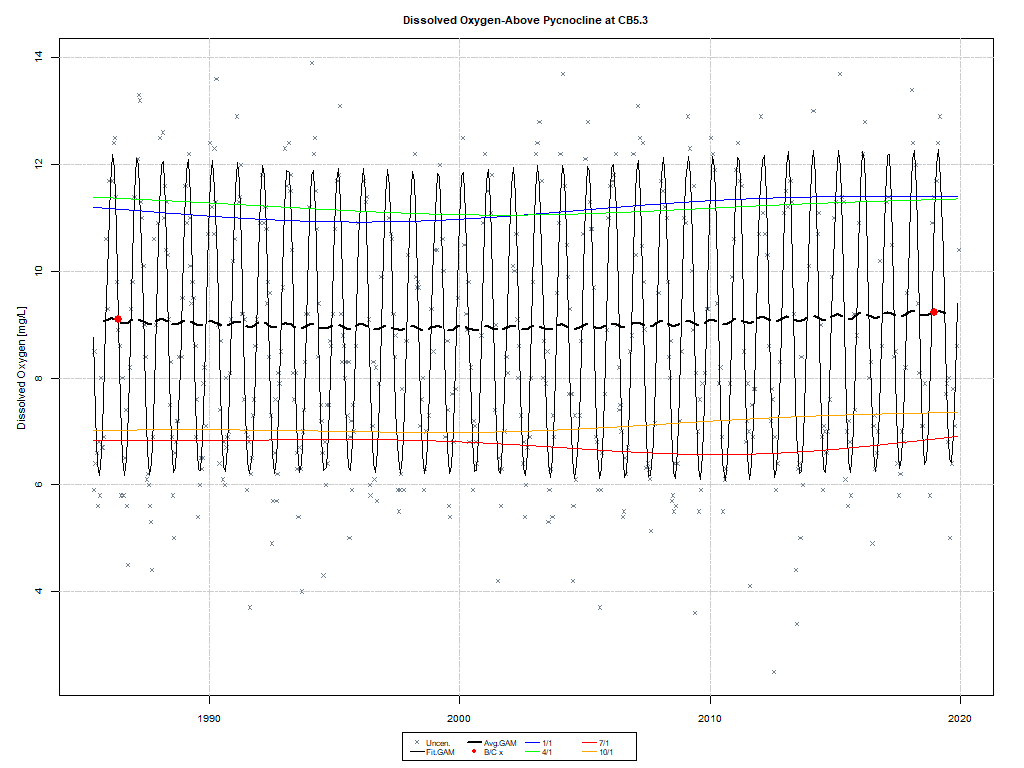 Dissolved Oxygen-Above Pycnocline at CB5.3
14
12
10
8
6
4
Dissolved Oxygen [mg/L]
1990 2000 2010 2020
Uncen. Avg.GAM 1/1 7/1
Fit.GAM B/C x 4/1 10/1